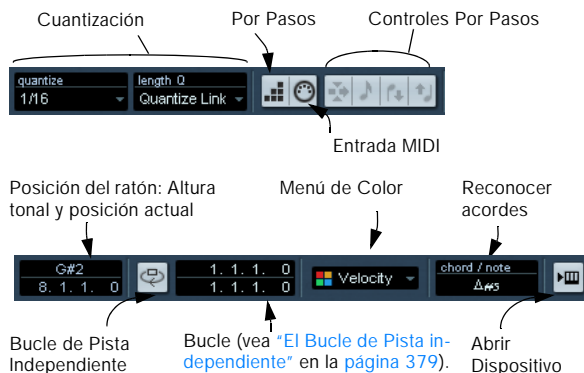 Cuantización
Por Pasos
Controles Por Pasos
quantize
length Q
1/16
Quantize Link
Entrada MIDI
Posición del ratón: Altura
tonal y posición actual
Menú de Color
Reconocer
acordes
G#2
8. 1. 1. 0
1. 1. 1. 0
1. 1. 1. 0
Velocity
chord / note
Bucle de Pista
Independiente
Bucle (vea "El Bucle de Pista in-
dependiente" en la página 379).
Abrir
Dispositivo